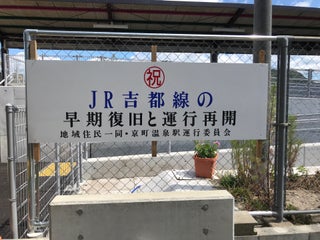 祝
JR吉都線の
早期復旧と運行再開
地域住民一同・京町温泉駅運行委員会